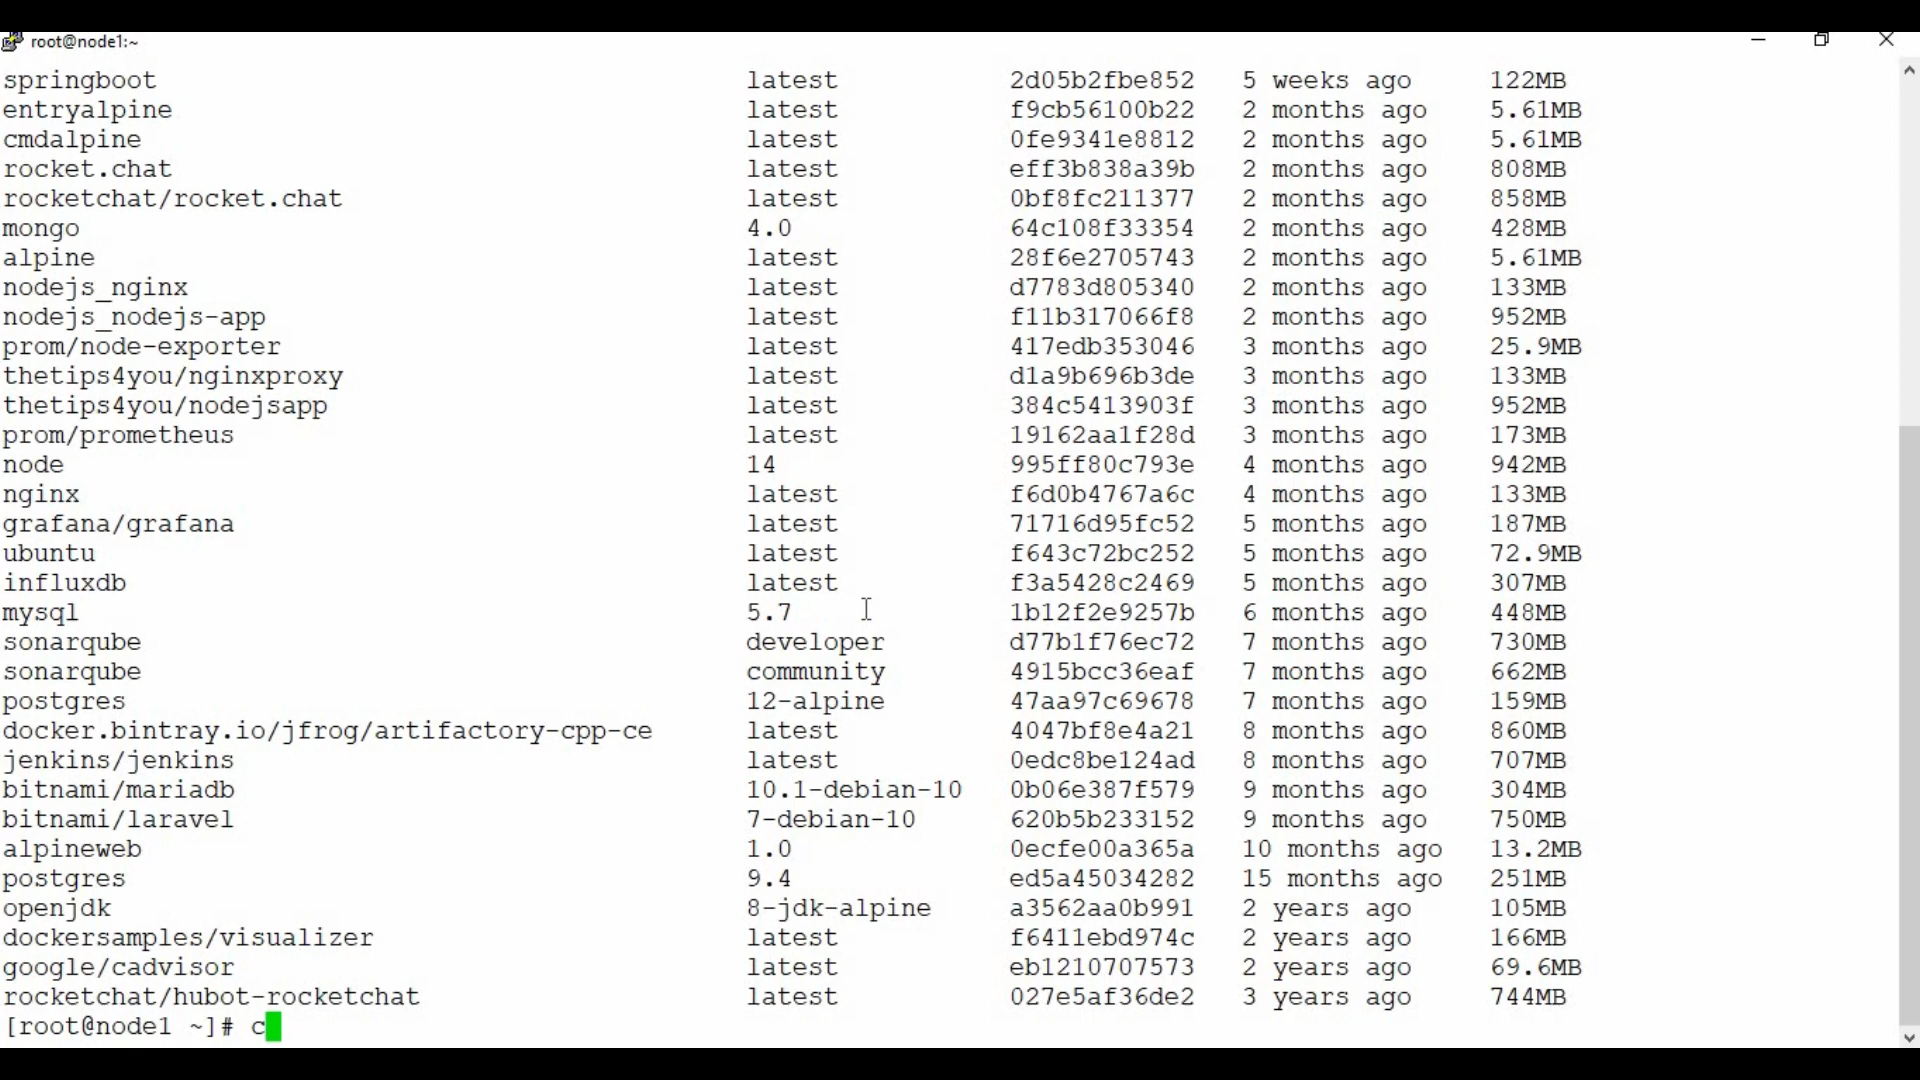 root@node1:~
springboot latest 2d05b2fbe852 5 weeks ago 122MB
entryalpine latest f9cb56100b22 2 months ago 5.61MB
cmdalpine latest 0fe9341e8812 2 months ago 5.61MB
rocket.chat latest eff3b838a39b 2 months ago 808MB
rocketchat/rocket.chat latest 0bf8fc211377 2 months ago 858MB
mongo 4.0 64c108f33354 2 months ago 428MB
alpine latest 28f6e2705743 2 months ago 5.61MB
nodejs_nginx latest d7783d805340 2 months ago 133MB
nodejs_nodejs-app latest f11b317066f8 2 months ago 952MB
prom/node-exporter latest 417edb353046 3 months ago 25.9MB
thetips4you/nginxproxy latest d1a9b696b3de 3 months ago 133MB
thetips4you/nodejsapp latest 384c5413903f 3 months ago 952MB
prom/prometheus latest 19162aa1f28d 3 months ago 173MB
node 14 995ff80c793e 4 months ago 942MB
nginx latest f6d0b4767a6c 4 months ago 133MB
grafana/grafana latest 71716d95fc52 5 months ago 187MB
ubuntu latest f643c72bc252 5 months ago 72.9MB
influxdb latest f3a5428c2469 5 months ago 307MB
mysql 5.7 1b12f2e9257b 6 months ago 448MB
sonarqube developer d77b1f76ec72 7 months ago 730MB
sonarqube community 4915bcc36eaf 7 months ago 662MB
postgres 12-alpine 47aa97c69678 7 months ago 159MB
docker.bintray.io/jfrog/artifactory-cpp-ce latest 4047bf8e4a21 8 months ago 860MB
jenkins/jenkins latest 0edc8be124ad 8 months ago 707MB
bitnami/mariadb 10.1-debian-10 0b06e387f579 9 months ago 304MB
bitnami/laravel 7-debian-10 620b5b233152 9 months ago 750MB
alpineweb 1.0 0ecfe00a365a 10 months ago 13.2MB
postgres 9.4 ed5a45034282 15 months ago 251MB
openjdk 8-jdk-alpine a3562aa0b991 2 years ago 105MB
dockersamples/visualizer latest f6411ebd974c 2 years ago 166MB
google/cadvisor latest eb1210707573 2 years ago 69.6MB
rocketchat/hubot-rocketchat latest 027e5af36de2 3 years ago 744MB
[root@node1 ~]# c